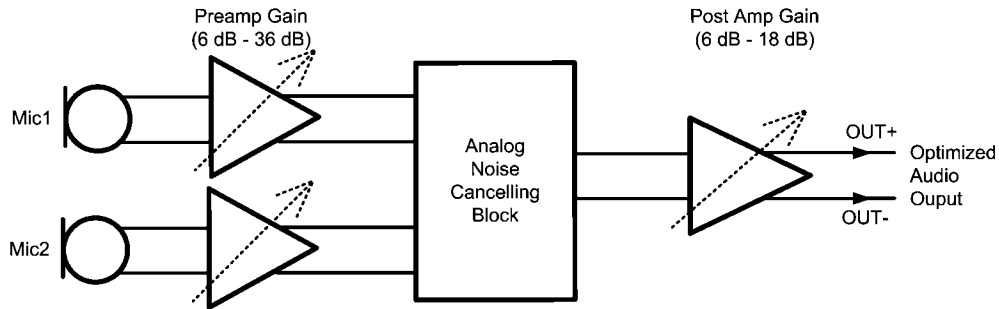 Preamp Gain
(6 dB - 36 dB)
Post Amp Gain
(6 dB - 18 dB)
Mic1
Mic2
Analog
Noise
Cancelling
Block
OUT+
OUT-
Optimized
Audio
Ouput